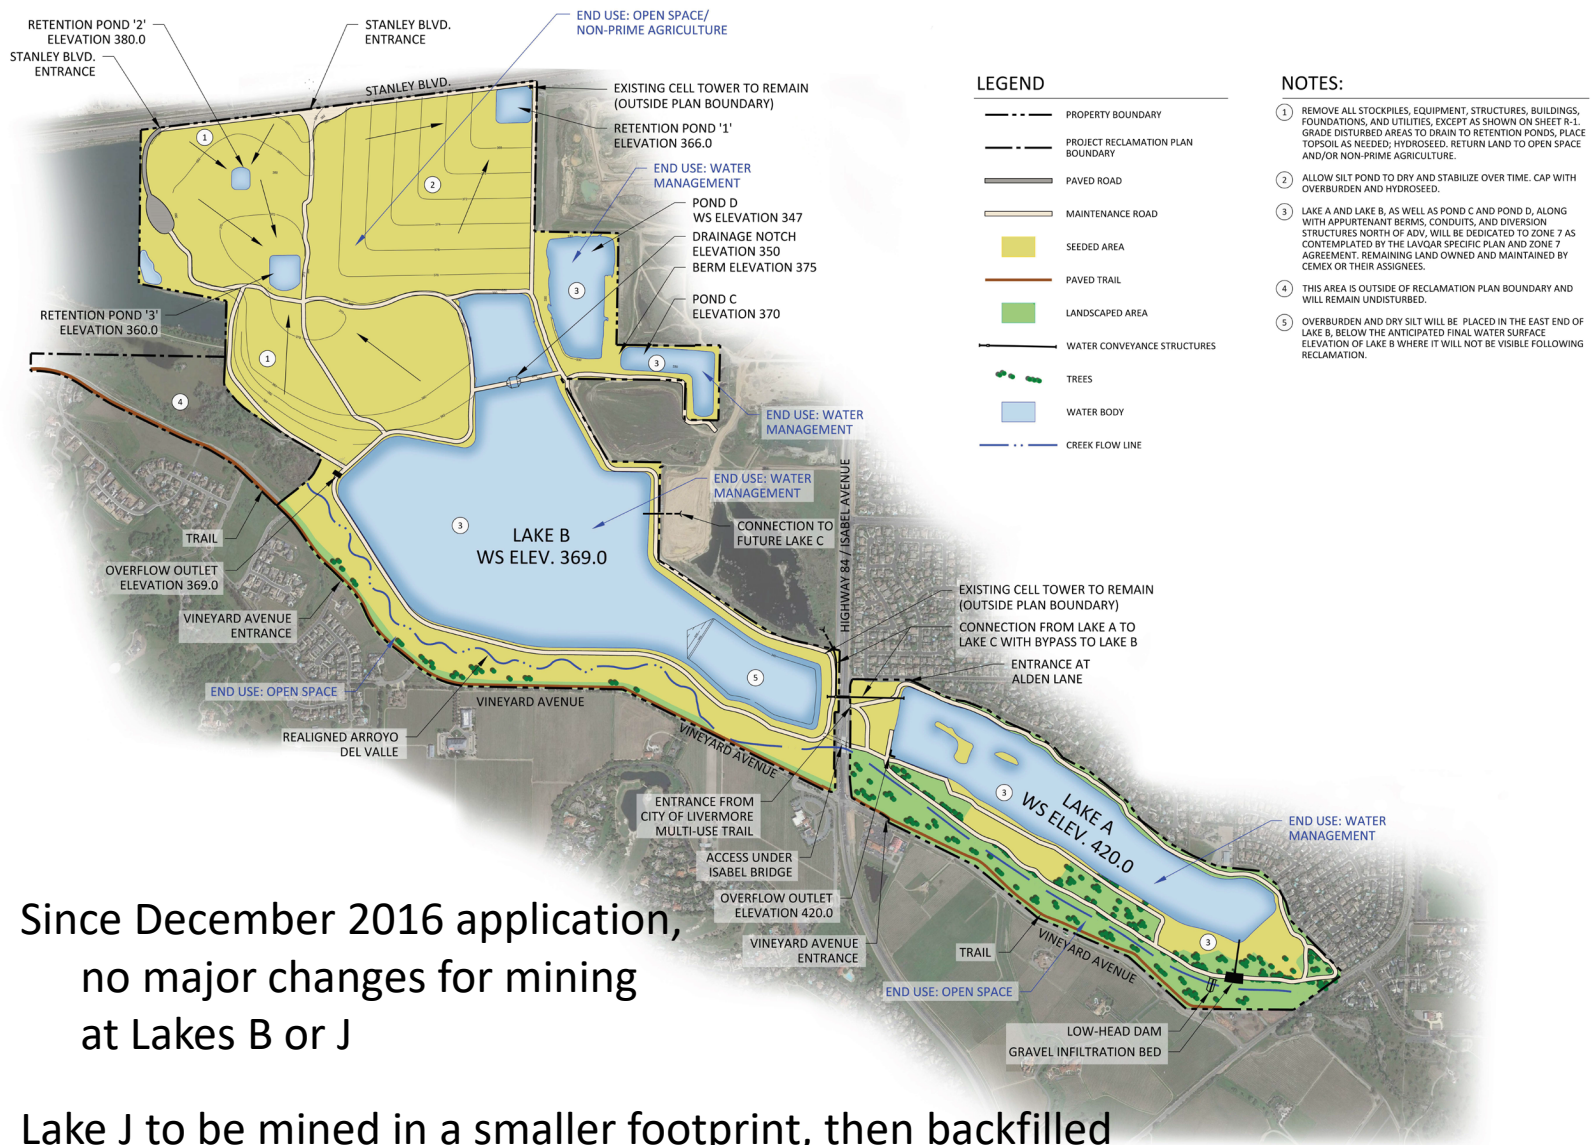 RETENTION POND '2'
ELEVATION 380.0
STANLEY BLVD.
ENTRANCE
STANLEY BLVD.
ENTRANCE
END USE: OPEN SPACE/
NON-PRIME AGRICULTURE
STANLEY BLVD.
EXISTING CELL TOWER TO REMAIN
(OUTSIDE PLAN BOUNDARY)
RETENTION POND '1'
ELEVATION 366.0
END USE: WATER
MANAGEMENT
POND D
WS ELEVATION 347
DRAINAGE NOTCH
ELEVATION 350
BERM ELEVATION 375
POND C
ELEVATION 370
RETENTION POND '3'
ELEVATION 360.0
1
2
3
3
1
4
END USE: WATER
MANAGEMENT
END USE: WATER
MANAGEMENT
3
LAKE B
WS ELEV. 369.0
CONNECTION TO
FUTURE LAKE C
HIGHWAY 84 / ISABEL AVENUE
TRAIL
OVERFLOW OUTLET
ELEVATION 369.0
VINEYARD AVENUE
ENTRANCE
EXISTING CELL TOWER TO REMAIN
(OUTSIDE PLAN BOUNDARY)
CONNECTION FROM LAKE A TO
LAKE C WITH BYPASS TO LAKE B
ENTRANCE AT
ALDEN LANE
5
END USE: OPEN SPACE
VINEYARD AVENUE
REALIGNED ARROYO
DEL VALLE
VINEYARD AVENUE
ENTRANCE FROM
CITY OF LIVERMORE
MULTI-USE TRAIL
ACCESS UNDER
ISABEL BRIDGE
OVERFLOW OUTLET
ELEVATION 420.0
VINEYARD AVENUE
ENTRANCE
3
LAKE A
WS ELEV. 420.0
END USE: WATER
MANAGEMENT
3
TRAIL
VINEYARD AVENUE
END USE: OPEN SPACE
LOW-HEAD DAM
GRAVEL INFILTRATION BED
LEGEND
PROPERTY BOUNDARY
PROJECT RECLAMATION PLAN
BOUNDARY
PAVED ROAD
MAINTENANCE ROAD
SEEDED AREA
PAVED TRAIL
LANDSCAPED AREA
WATER CONVEYANCE STRUCTURES
TREES
WATER BODY
CREEK FLOW LINE
NOTES:
1 REMOVE ALL STOCKPILES, EQUIPMENT, STRUCTURES, BUILDINGS,
FOUNDATIONS, AND UTILITIES, EXCEPT AS SHOWN ON SHEET R-1.
GRADE DISTURBED AREAS TO DRAIN TO RETENTION PONDS, PLACE
TOPSOIL AS NEEDED; HYDROSEED. RETURN LAND TO OPEN SPACE
AND/OR NON-PRIME AGRICULTURE.
2 ALLOW SILT POND TO DRY AND STABILIZE OVER TIME. CAP WITH
OVERBURDEN AND HYDROSEED.
3 LAKE A AND LAKE B, AS WELL AS POND C AND POND D, ALONG
WITH APPURTENANT BERMS, CONDUITS, AND DIVERSION
STRUCTURES NORTH OF ADV, WILL BE DEDICATED TO ZONE 7 AS
CONTEMPLATED BY THE LAVQAR SPECIFIC PLAN AND ZONE 7
AGREEMENT. REMAINING LAND OWNED AND MAINTAINED BY
CEMEX OR THEIR ASSIGNEES.
4 THIS AREA IS OUTSIDE OF RECLAMATION PLAN BOUNDARY AND
WILL REMAIN UNDISTURBED.
5 OVERBURDEN AND DRY SILT WILL BE PLACED IN THE EAST END OF
LAKE B, BELOW THE ANTICIPATED FINAL WATER SURFACE
ELEVATION OF LAKE B WHERE IT WILL NOT BE VISIBLE FOLLOWING
RECLAMATION.
Since December 2016 application,
no major changes for mining
at Lakes B or J
Lake J to be mined in a smaller footprint, then backfilled